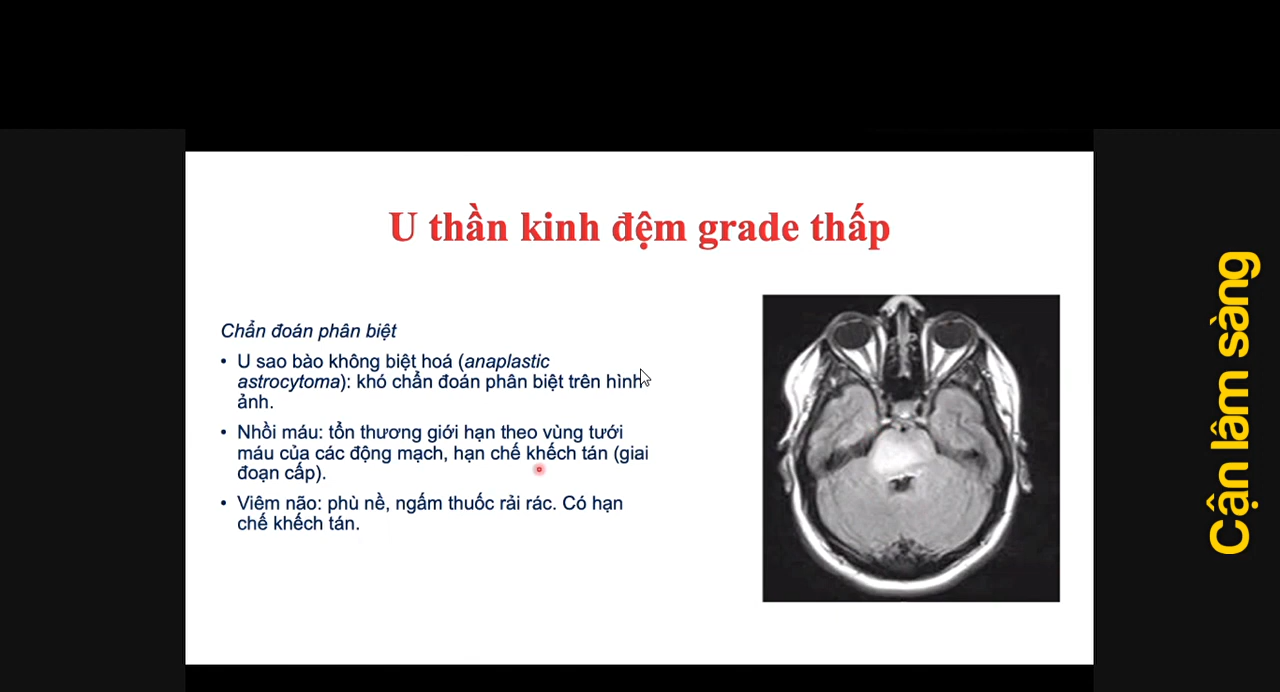 U thần kinh đệm grade thấp
Chẩn đoán phân biệt
• U sao bào không biệt hoá (anaplastic
astrocytoma): khó chẩn đoán phân biệt trên hình
ảnh.
• Nhồi máu: tổn thương giới hạn theo vùng tưới
máu của các động mạch, hạn chế khếch tán (giai
đoạn cấp).
• Viêm não: phù nề, ngấm thuốc rải rác. Có hạn
chế khếch tán.
Cận lâm sàng